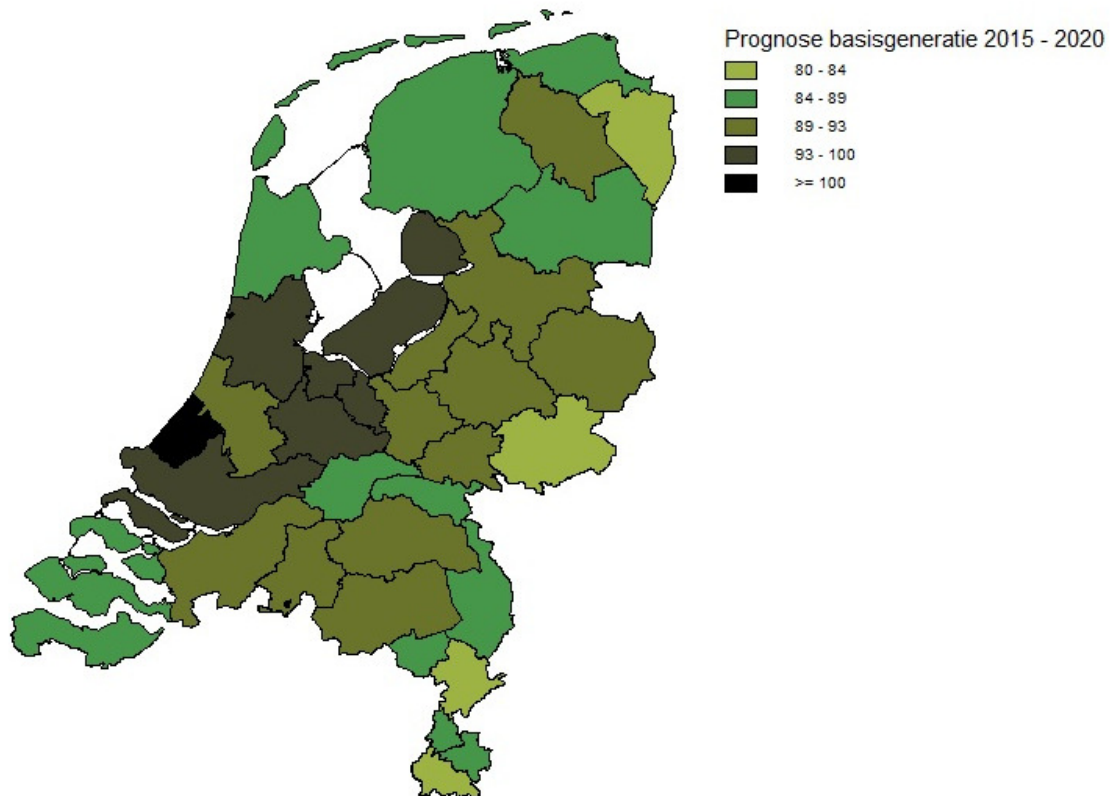 Prognose basisgeneratie 2015 - 2020
80 - 84
84 - 89
89 - 93
93 - 100
>= 100